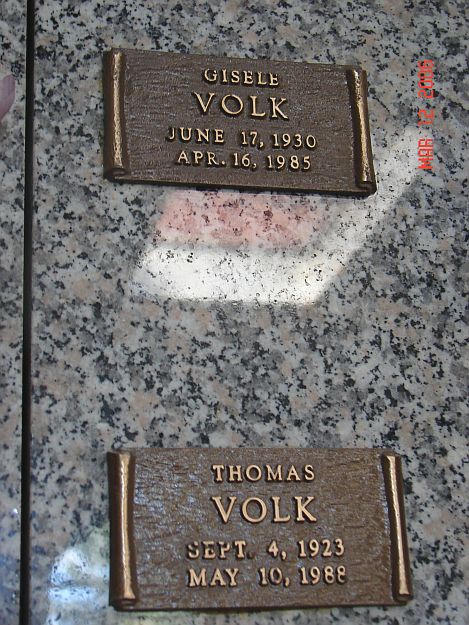 GISELE
VOLK
JUNE 17, 1930
APR. 16, 1985
MAR 12 2006
THOMAS
VOLK
SEPT. 4, 1923
MAY 10, 1988